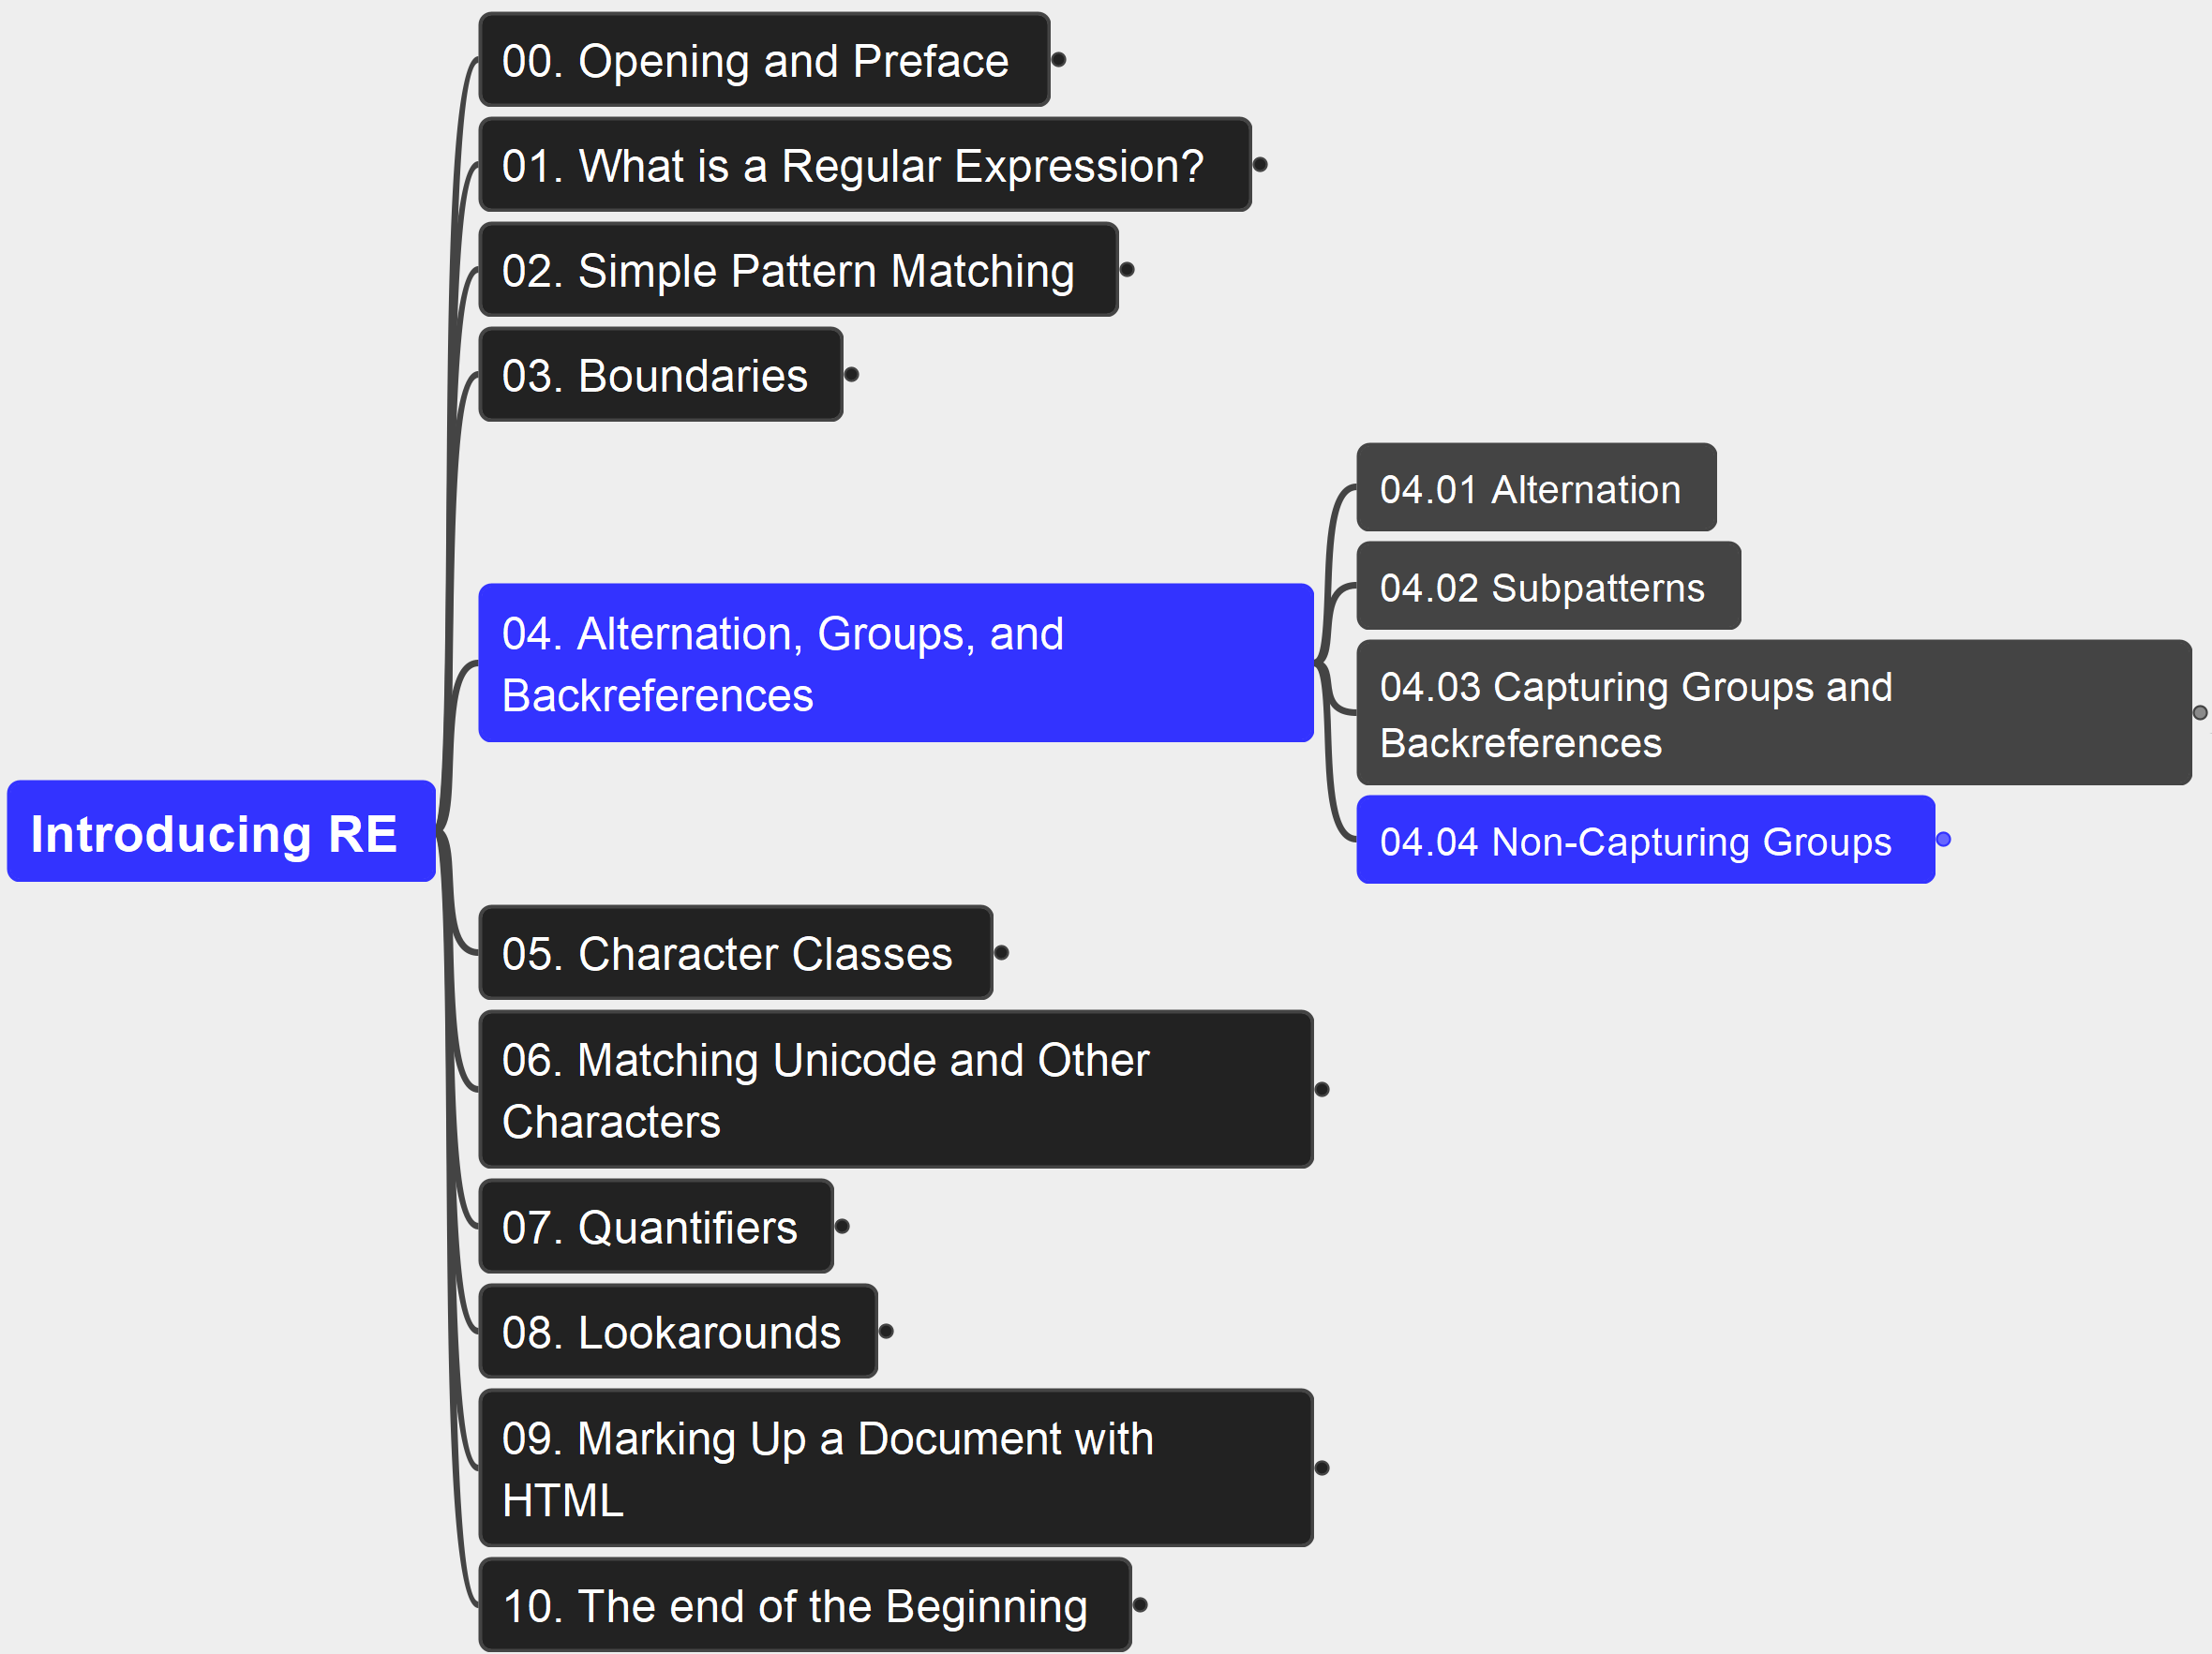 00. Opening and Preface
01. What is a Regular Expression?
02. Simple Pattern Matching
03. Boundaries
04. Alternation, Groups, and
Backreferences
04.01 Alternation
04.02 Subpatterns
04.03 Capturing Groups and
Backreferences
04.04 Non-Capturing Groups
Introducing RE
05. Character Classes
06. Matching Unicode and Other
Characters
07. Quantifiers
08. Lookarounds
09. Marking Up a Document with
HTML
10. The end of the Beginning